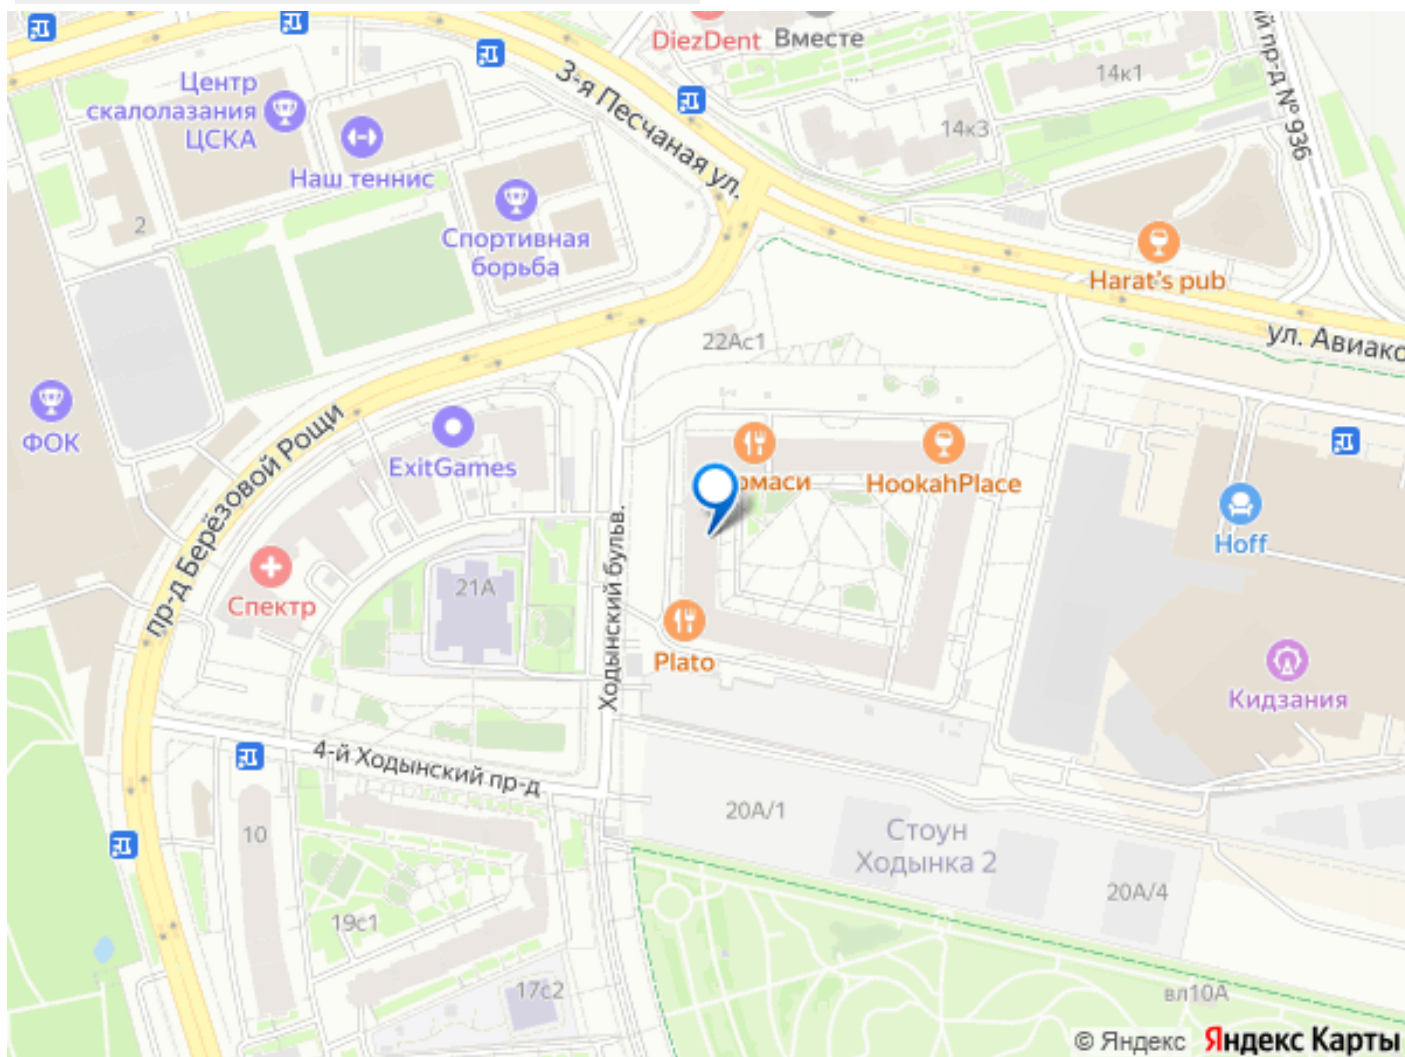 DiezDent
Вместе
14к1
14к3
й пр-д № 936
Центр
скалолазания
ЦСКА
Наш теннис
3-я Песчаная ул.
2
Спортивная
борьба
Harat's pub
22Ас1
ул. Авиако
ФОК
ExitGames
пр-д Берёзовой Рощи
омаси
HookahPlace
Hoff
21А
Спектр
Ходынский бульв.
Plato
Кидзания
4-й Ходынский пр-д
20А/1
Стоун
Ходынка 2
10
20А/4
19с1
17с2
вл10А
© Яндекс Яндекс Карты